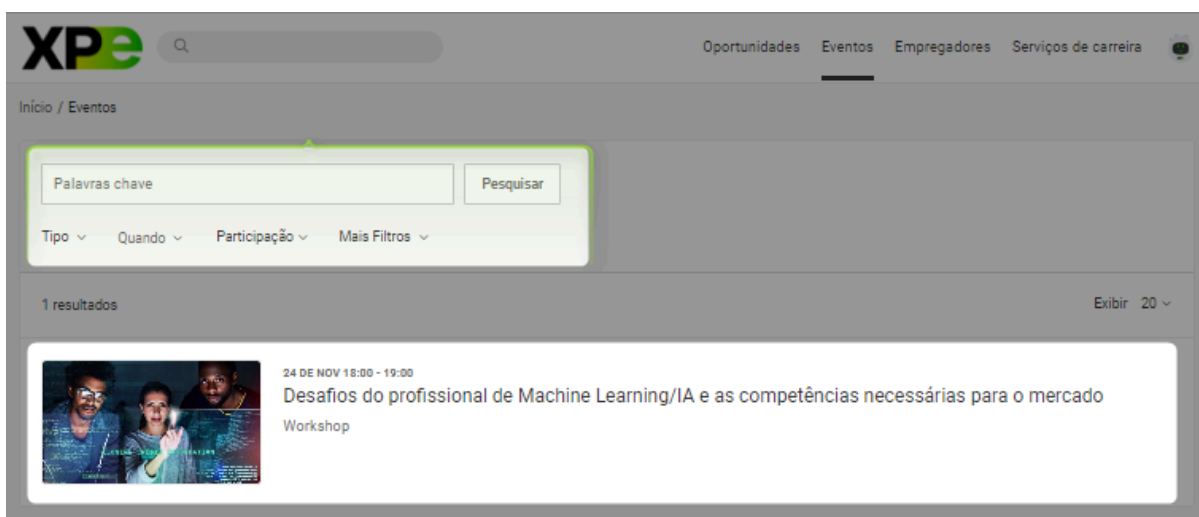 XPe
Oportunidades Eventos Empregadores Serviços de carreira
Início / Eventos
Palavras chave Pesquisar
Tipo Quando Participação Mais Filtros
1 resultados Exibir 20
24 DE NOV 18:00 - 19:00
Desafios do profissional de Machine Learning/IA e as competências necessárias para o mercado
Workshop